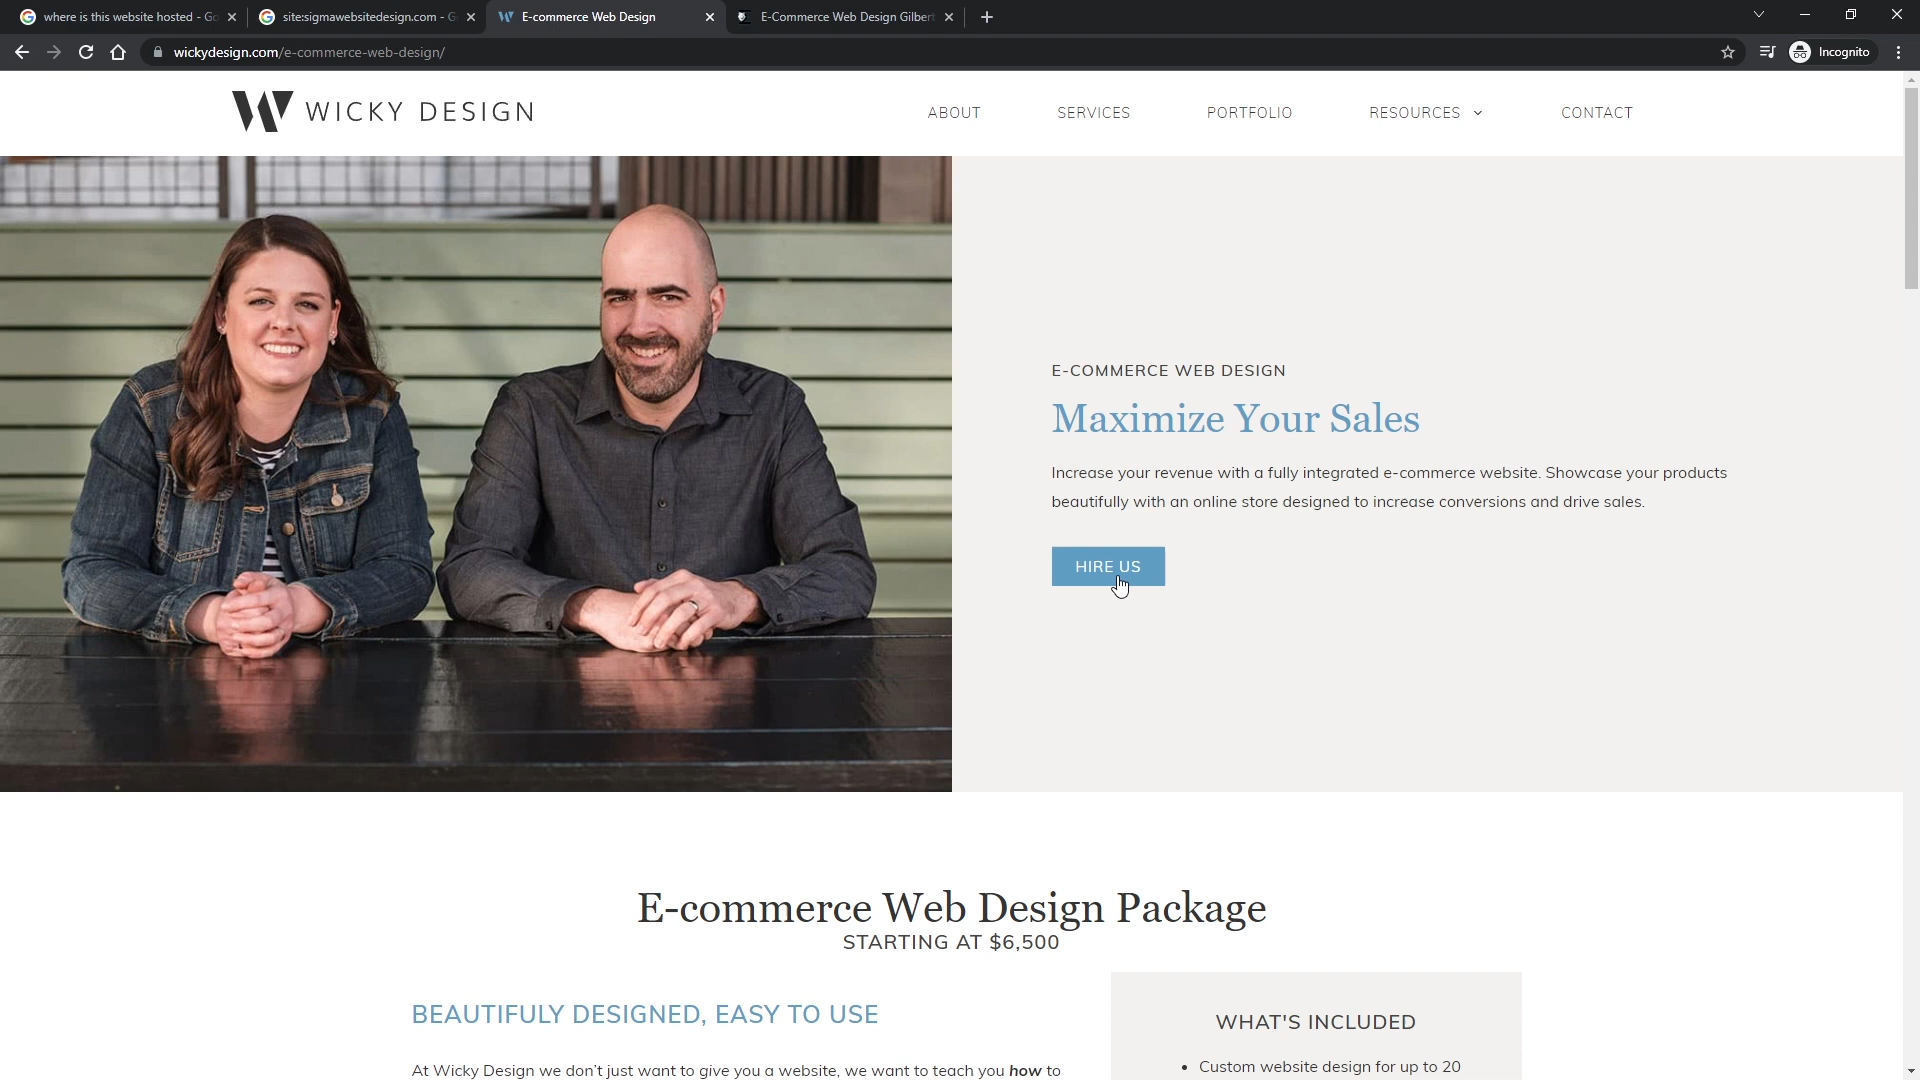 where is this website hosted - Go
site:sigmawebsitedesign.com - G
E-commerce Web Design
E-Commerce Web Design Gilbert
wickydesign.com/e-commerce-web-design/
Incognito
WICKY DESIGN
ABOUT
SERVICES
PORTFOLIO
RESOURCES
CONTACT
E-COMMERCE WEB DESIGN
Maximize Your Sales
Increase your revenue with a fully integrated e-commerce website. Showcase your products
beautifully with an online store designed to increase conversions and drive sales.
HIRE US
E-commerce Web Design Package
STARTING AT $6,500
BEAUTIFULY DESIGNED, EASY TO USE
At Wicky Design we don't just want to give you a website, we want to teach you how to
WHAT'S INCLUDED
• Custom website design for up to 20